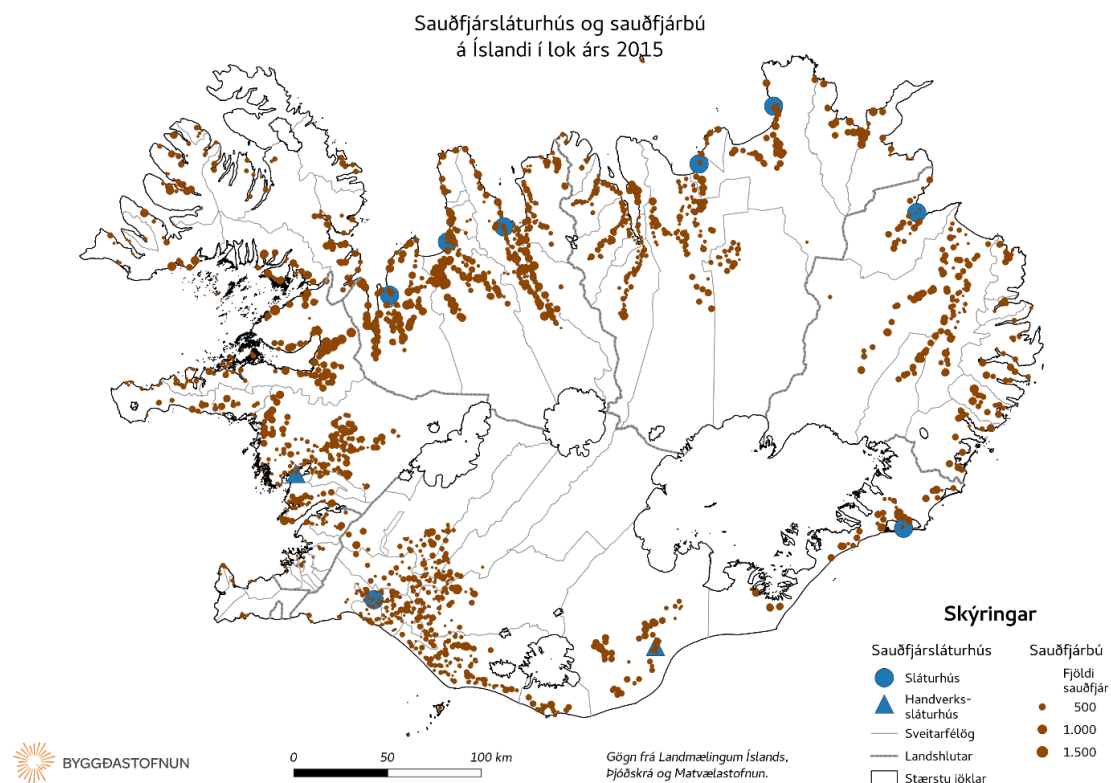 Sauðfjársláturhús og sauðfjárbú
á Íslandi í lok árs 2015
Skýringar
Sauðfjársláturhús
Sláturhús
Handverks-
sláturhús
Sveitarfélög
Landshlutar
Stærstu jöklar
Sauðfjárbú
Fjöldi
sauðfjár
500
1.000
1.500
0 50 100 km
Gögn frá Landmælingum Íslands,
Þjóðskrá og Matvælastofnun.
BYGGÐASTOFNUN